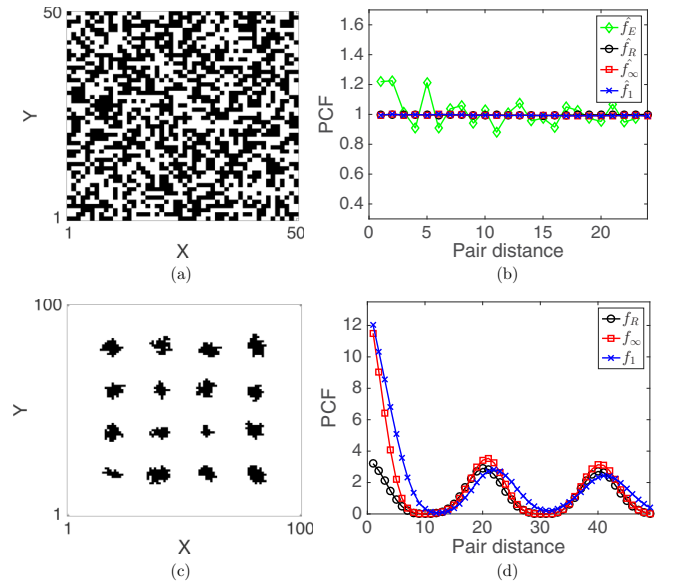 50
Y
1
1
50
X
(a)
1.6
1.4
1.2
1
0.8
0.6
0.4
PCF
0
5
10
15
20
Pair distance
f̂_E
f̂_R
f̂_∞
f̂_1
(b)
100
Y
1
1
100
X
(c)
12
10
8
6
4
2
0
PCF
0
10
20
30
40
Pair distance
f_R
f_∞
f_1
(d)